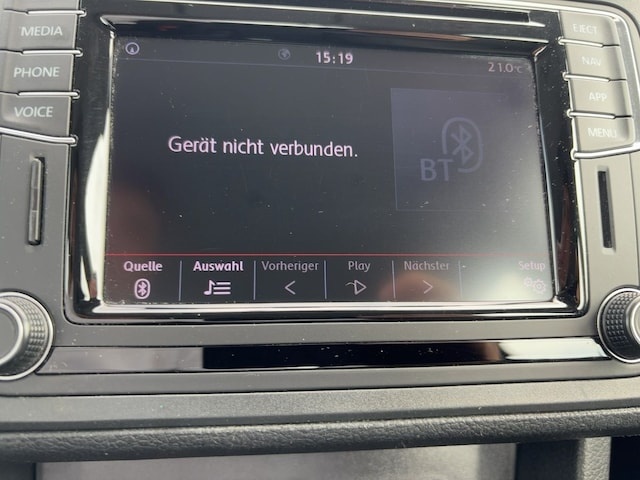 MEDIA
PHONE
VOICE
EJECT
NAV
APP
MENU
15:19
21.0°C
Gerät nicht verbunden.
BT
Quelle Auswahl Vorheriger Play Nächster Setup